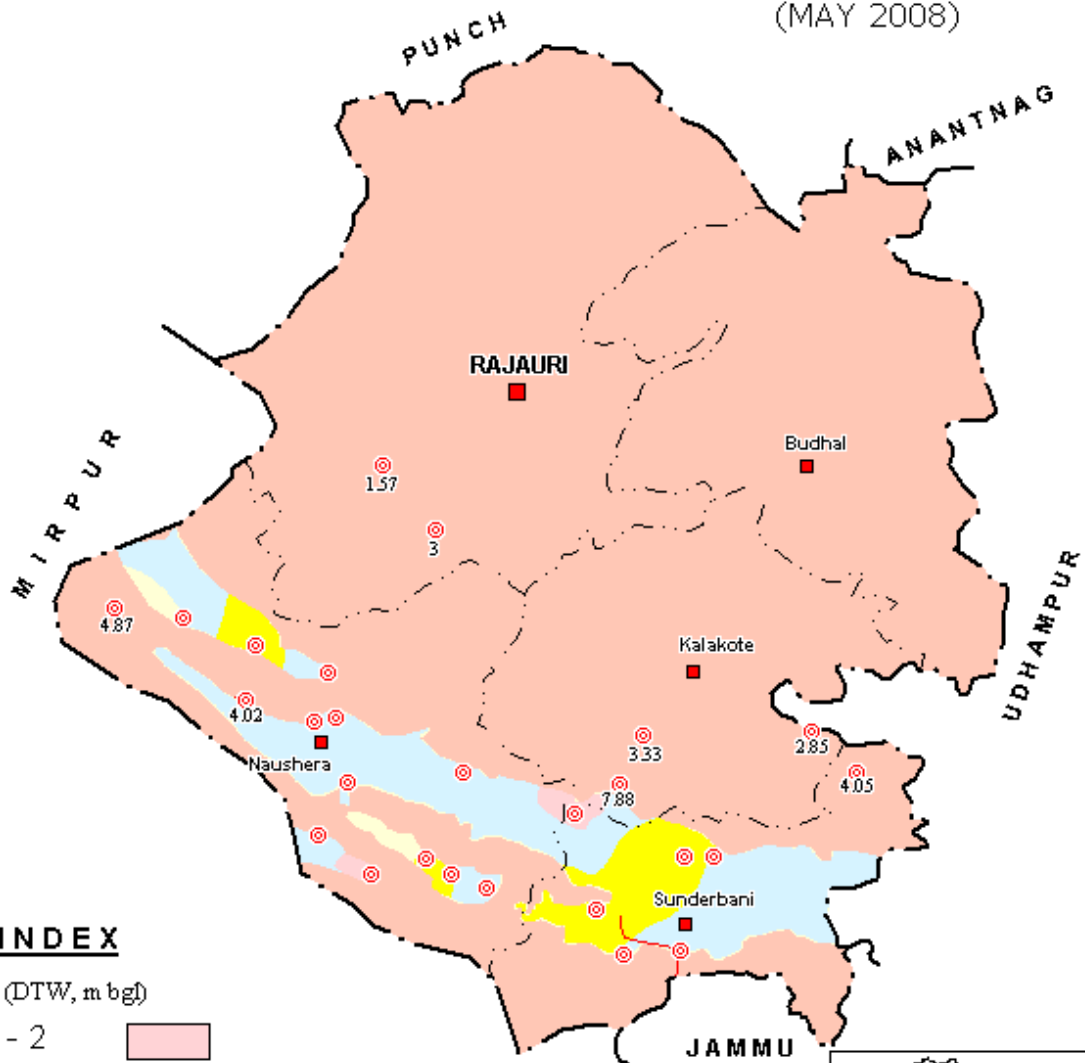 (MAY 2008)
PUNCH
ANANTNAG
RAJAURI
Budhal
MIRPUR
1.57
3
UDHAMPUR
4.87
Kalakote
4.02
3.33
2.85
Naushera
4.05
7.88
Sunderbani
INDEX
(DTW, m bgl)
- 2
JAMMU